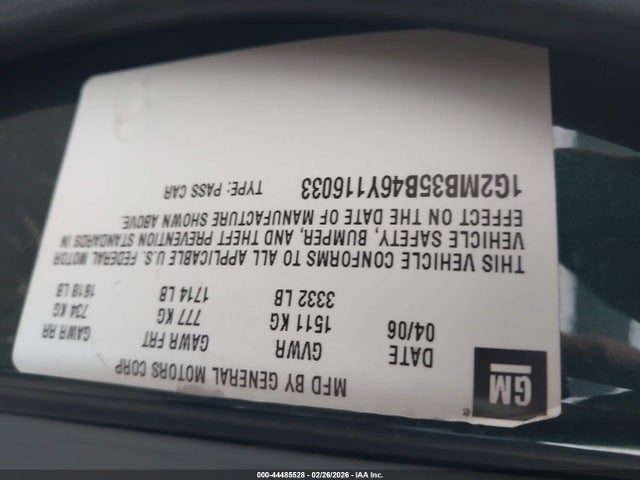 MFD BY GENERAL MOTORS CORP
GM
DATE GVWR GAWR FRT GAWR RR
04/06 1511 KG 777 KG 734 KG
3332 LB 1714 LB 1618 LB
THIS VEHICLE CONFORMS TO ALL APPLICABLE U.S. FEDERAL MOTOR
VEHICLE SAFETY, BUMPER, AND THEFT PREVENTION STANDARDS IN
EFFECT ON THE DATE OF MANUFACTURE SHOWN ABOVE.
1G2MB35B46Y116033 TYPE: PASS CAR
000-44485528 - 02/26/2026 - IAA Inc.